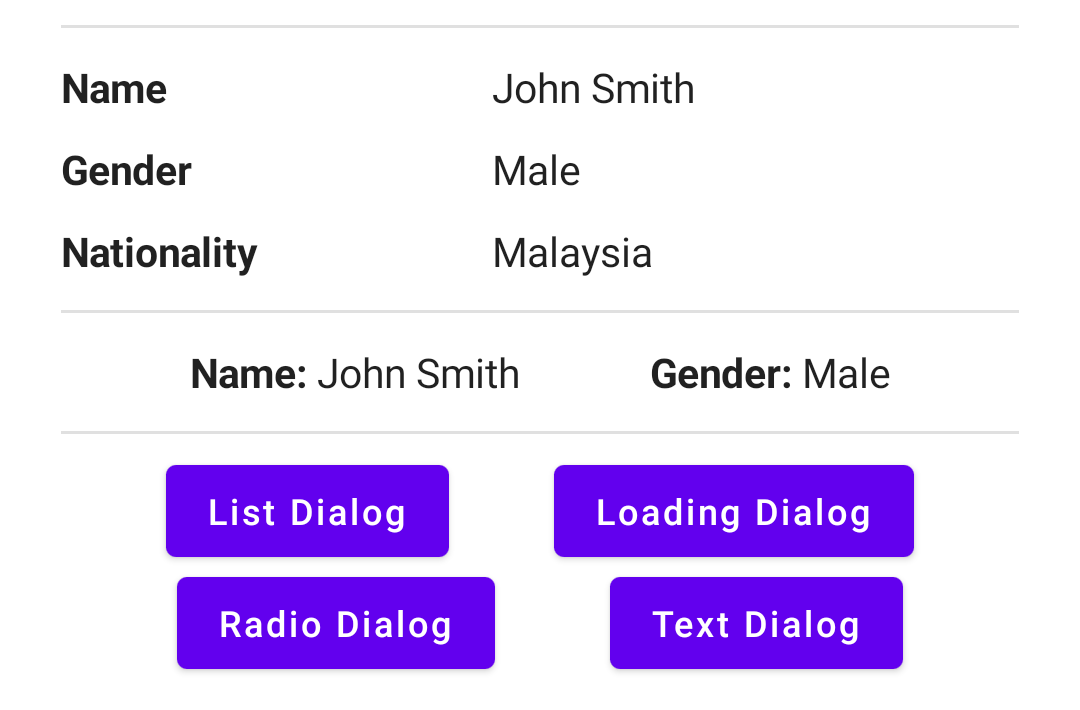 Name John Smith
Gender Male
Nationality Malaysia
Name: John Smith Gender: Male
List Dialog Loading Dialog
Radio Dialog Text Dialog